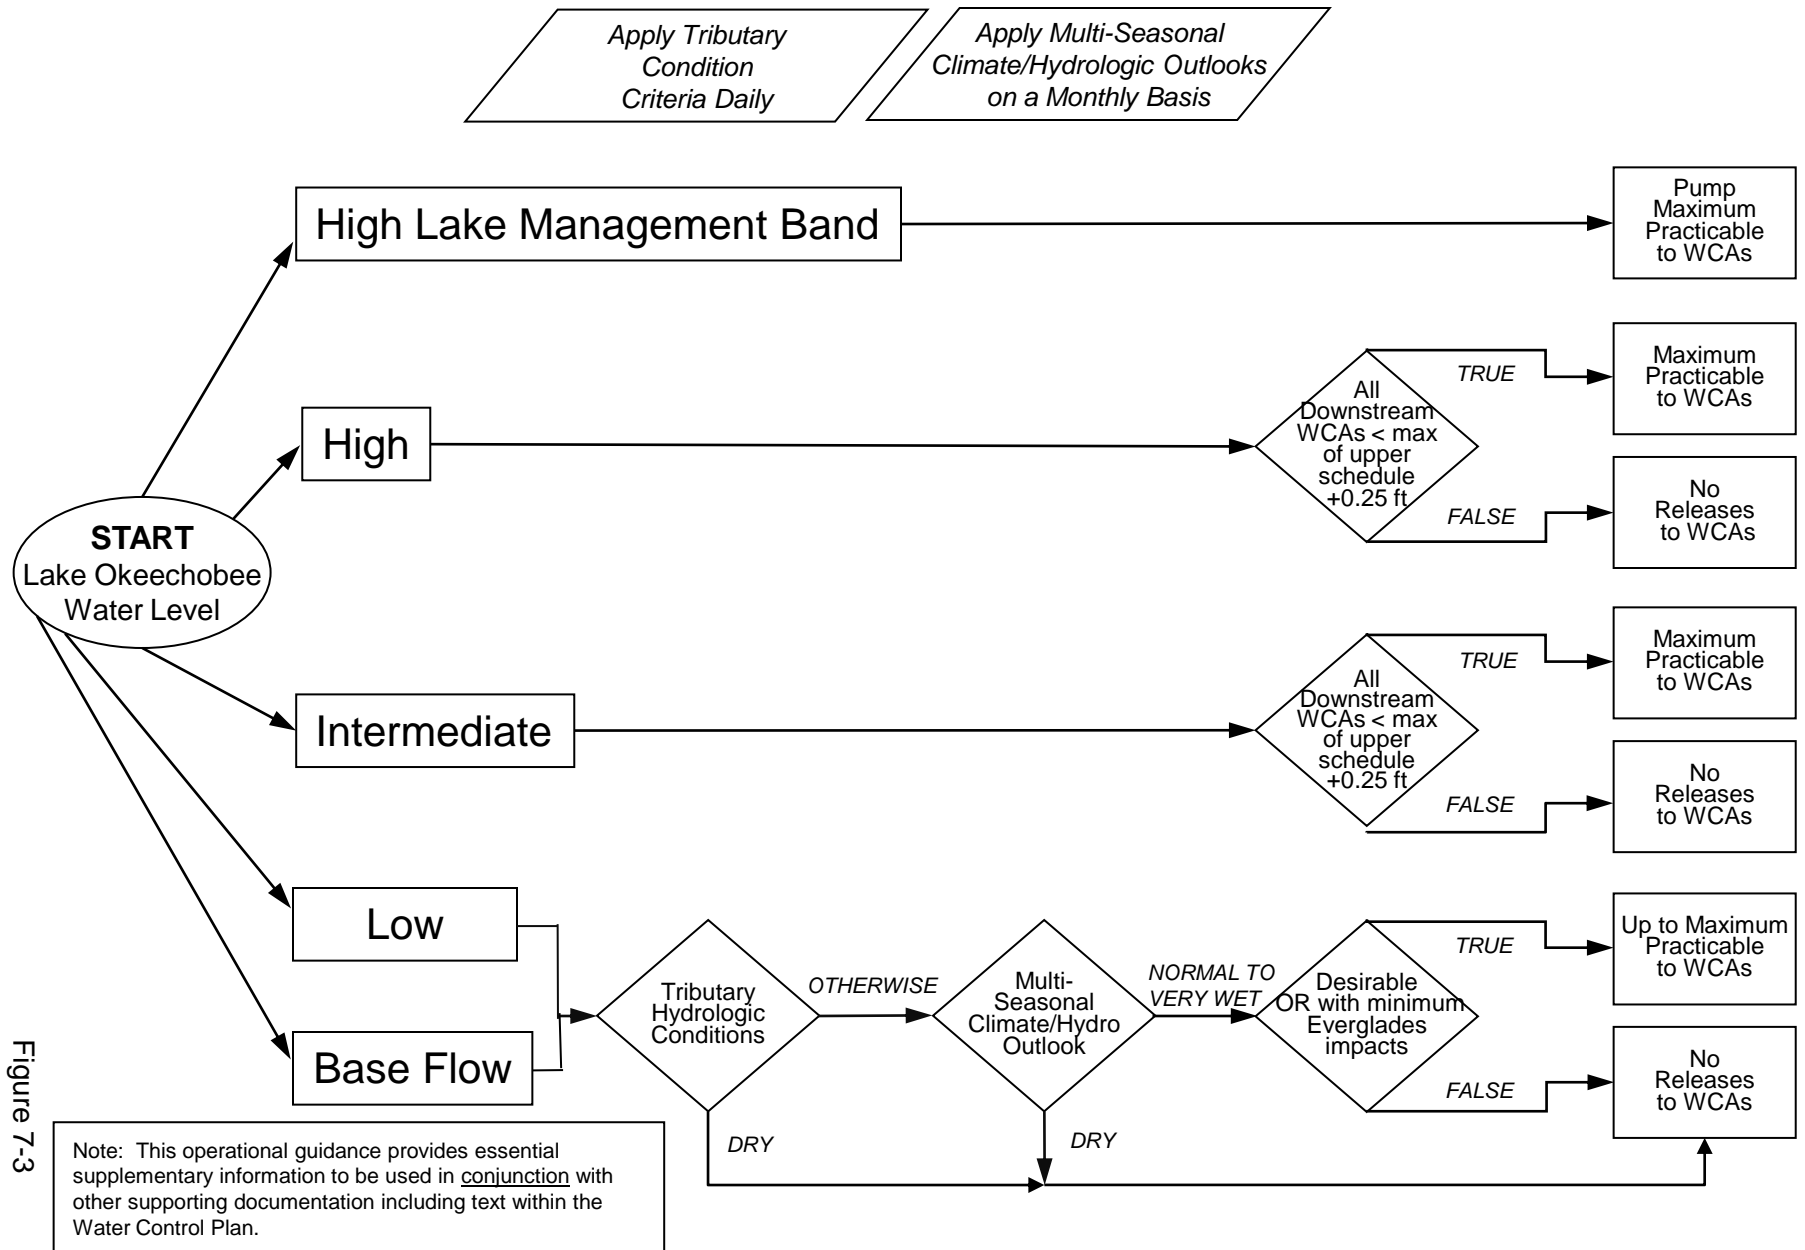 Apply Tributary
Condition
Criteria Daily
Apply Multi-Seasonal
Climate/Hydrologic Outlooks
on a Monthly Basis
High Lake Management Band
Pump
Maximum
Practicable
to WCAs
High
All
Downstream
WCAs < max
of upper
schedule
+0.25 ft
TRUE
Maximum
Practicable
to WCAs
FALSE
No
Releases
to WCAs
START
Lake Okeechobee
Water Level
Intermediate
All
Downstream
WCAs < max
of upper
schedule
+0.25 ft
TRUE
Maximum
Practicable
to WCAs
FALSE
No
Releases
to WCAs
Low
Base Flow
Tributary
Hydrologic
Conditions
OTHERWISE
DRY
Multi-
Seasonal
Climate/Hydro
Outlook
NORMAL TO
VERY WET
DRY
Desirable
OR with minimum
Everglades
impacts
TRUE
Up to Maximum
Practicable
to WCAs
FALSE
No
Releases
to WCAs
Figure 7-3
Note:  This operational guidance provides essential
supplementary information to be used in conjunction with
other supporting documentation including text within the
Water Control Plan.